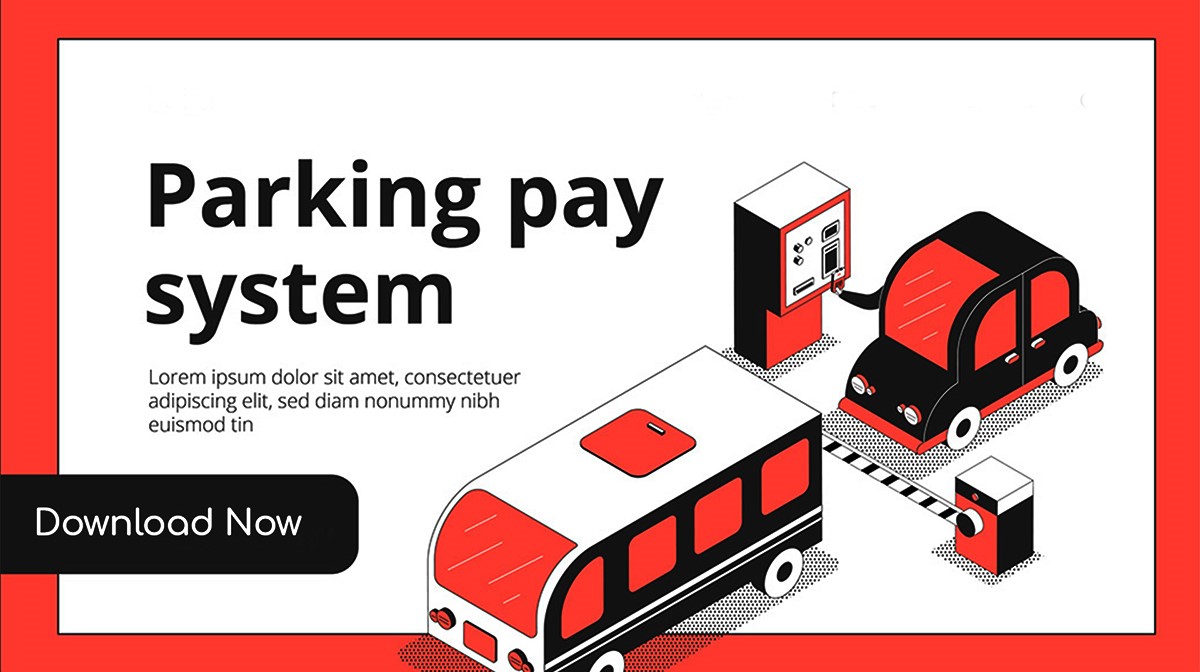 Parking pay
system
Lorem ipsum dolor sit amet, consectetuer
adipiscing elit, sed diam nonummy nibh
euismod tin
Download Now